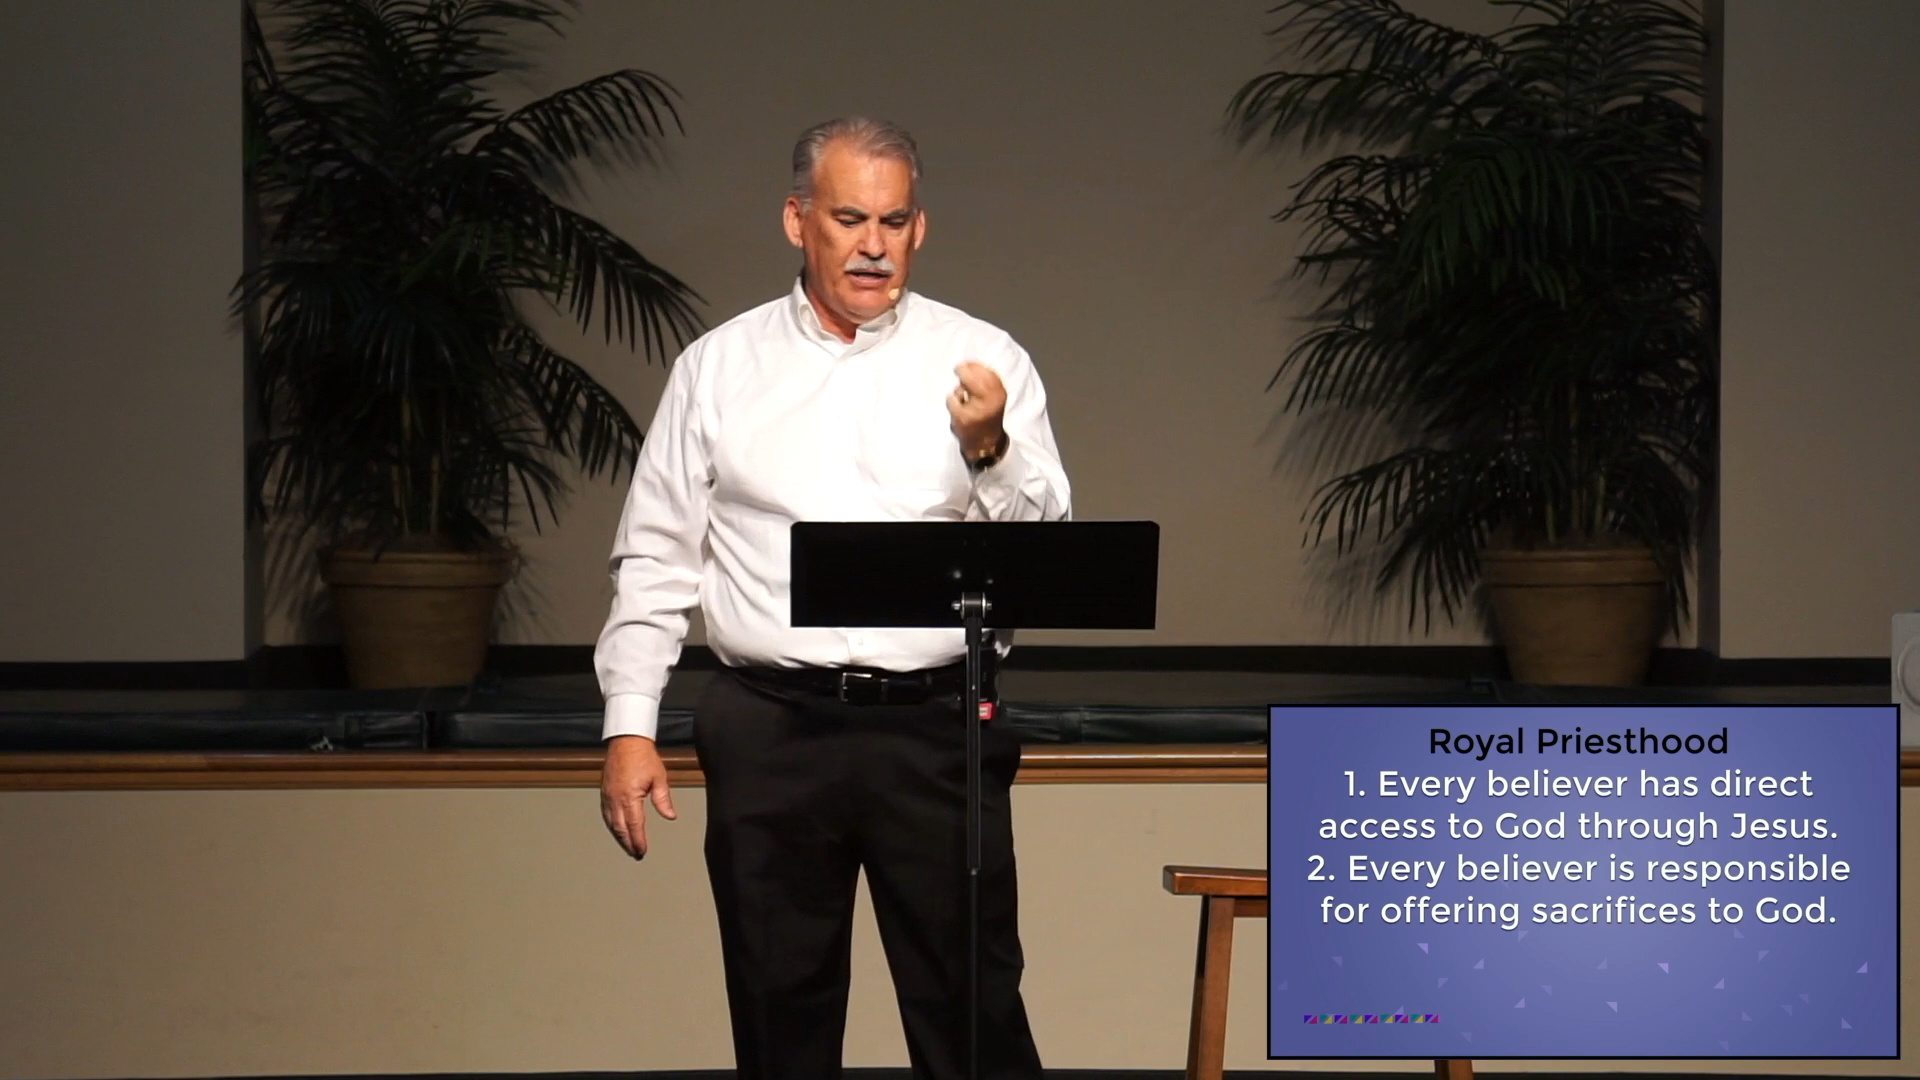 Royal Priesthood
1. Every believer has direct
access to God through Jesus.
2. Every believer is responsible
for offering sacrifices to God.